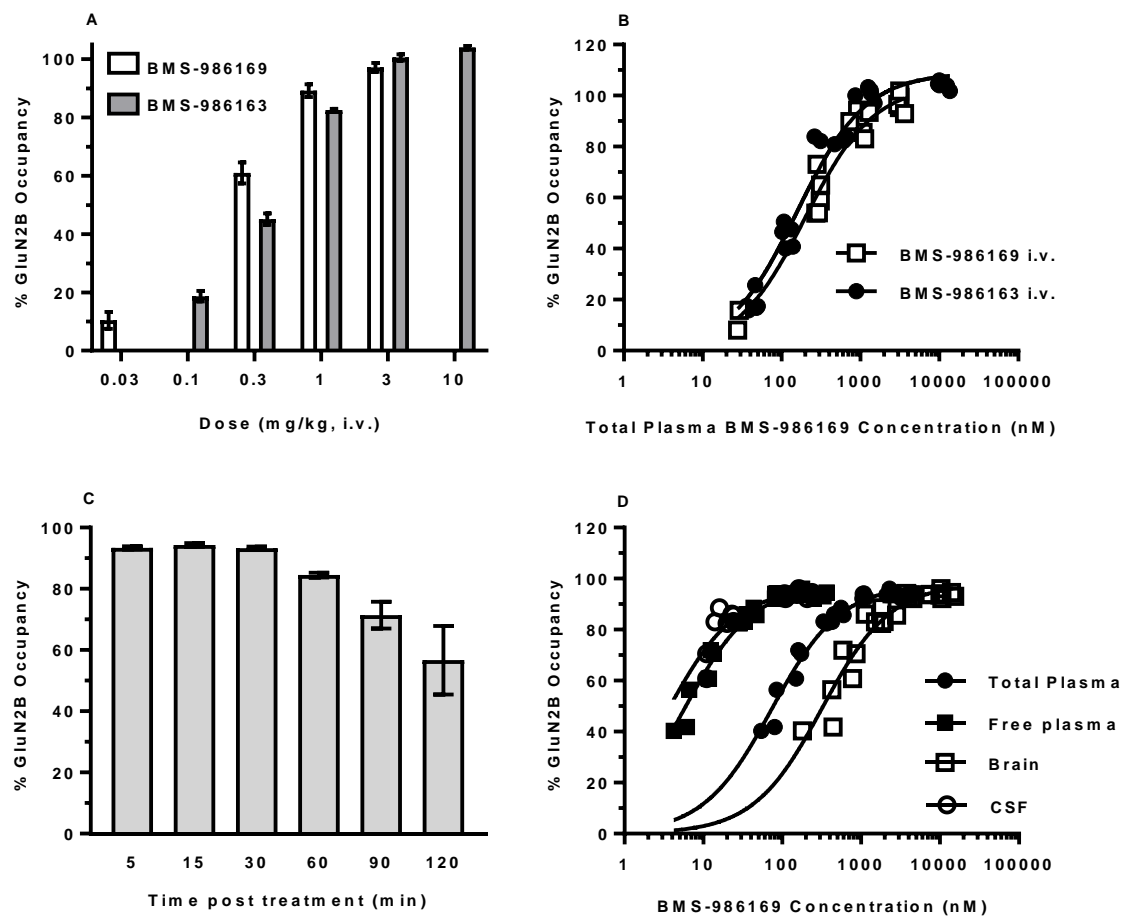 A
% GluN2B Occupancy
100
80
60
40
20
0
BMS-986169
BMS-986163
0.03 0.1 0.3 1 3 10
Dose (mg/kg, i.v.)
B
% GluN2B Occupancy
120
100
80
60
40
20
0
BMS-986169 i.v.
BMS-986163 i.v.
1 10 100 1000 10000 100000
Total Plasma BMS-986169 Concentration (nM)
C
% GluN2B Occupancy
100
80
60
40
20
0
5 15 30 60 90 120
Time post treatment (min)
D
% GluN2B Occupancy
120
100
80
60
40
20
0
Total Plasma
Free plasma
Brain
CSF
1 10 100 1000 10000 100000
BMS-986169 Concentration (nM)